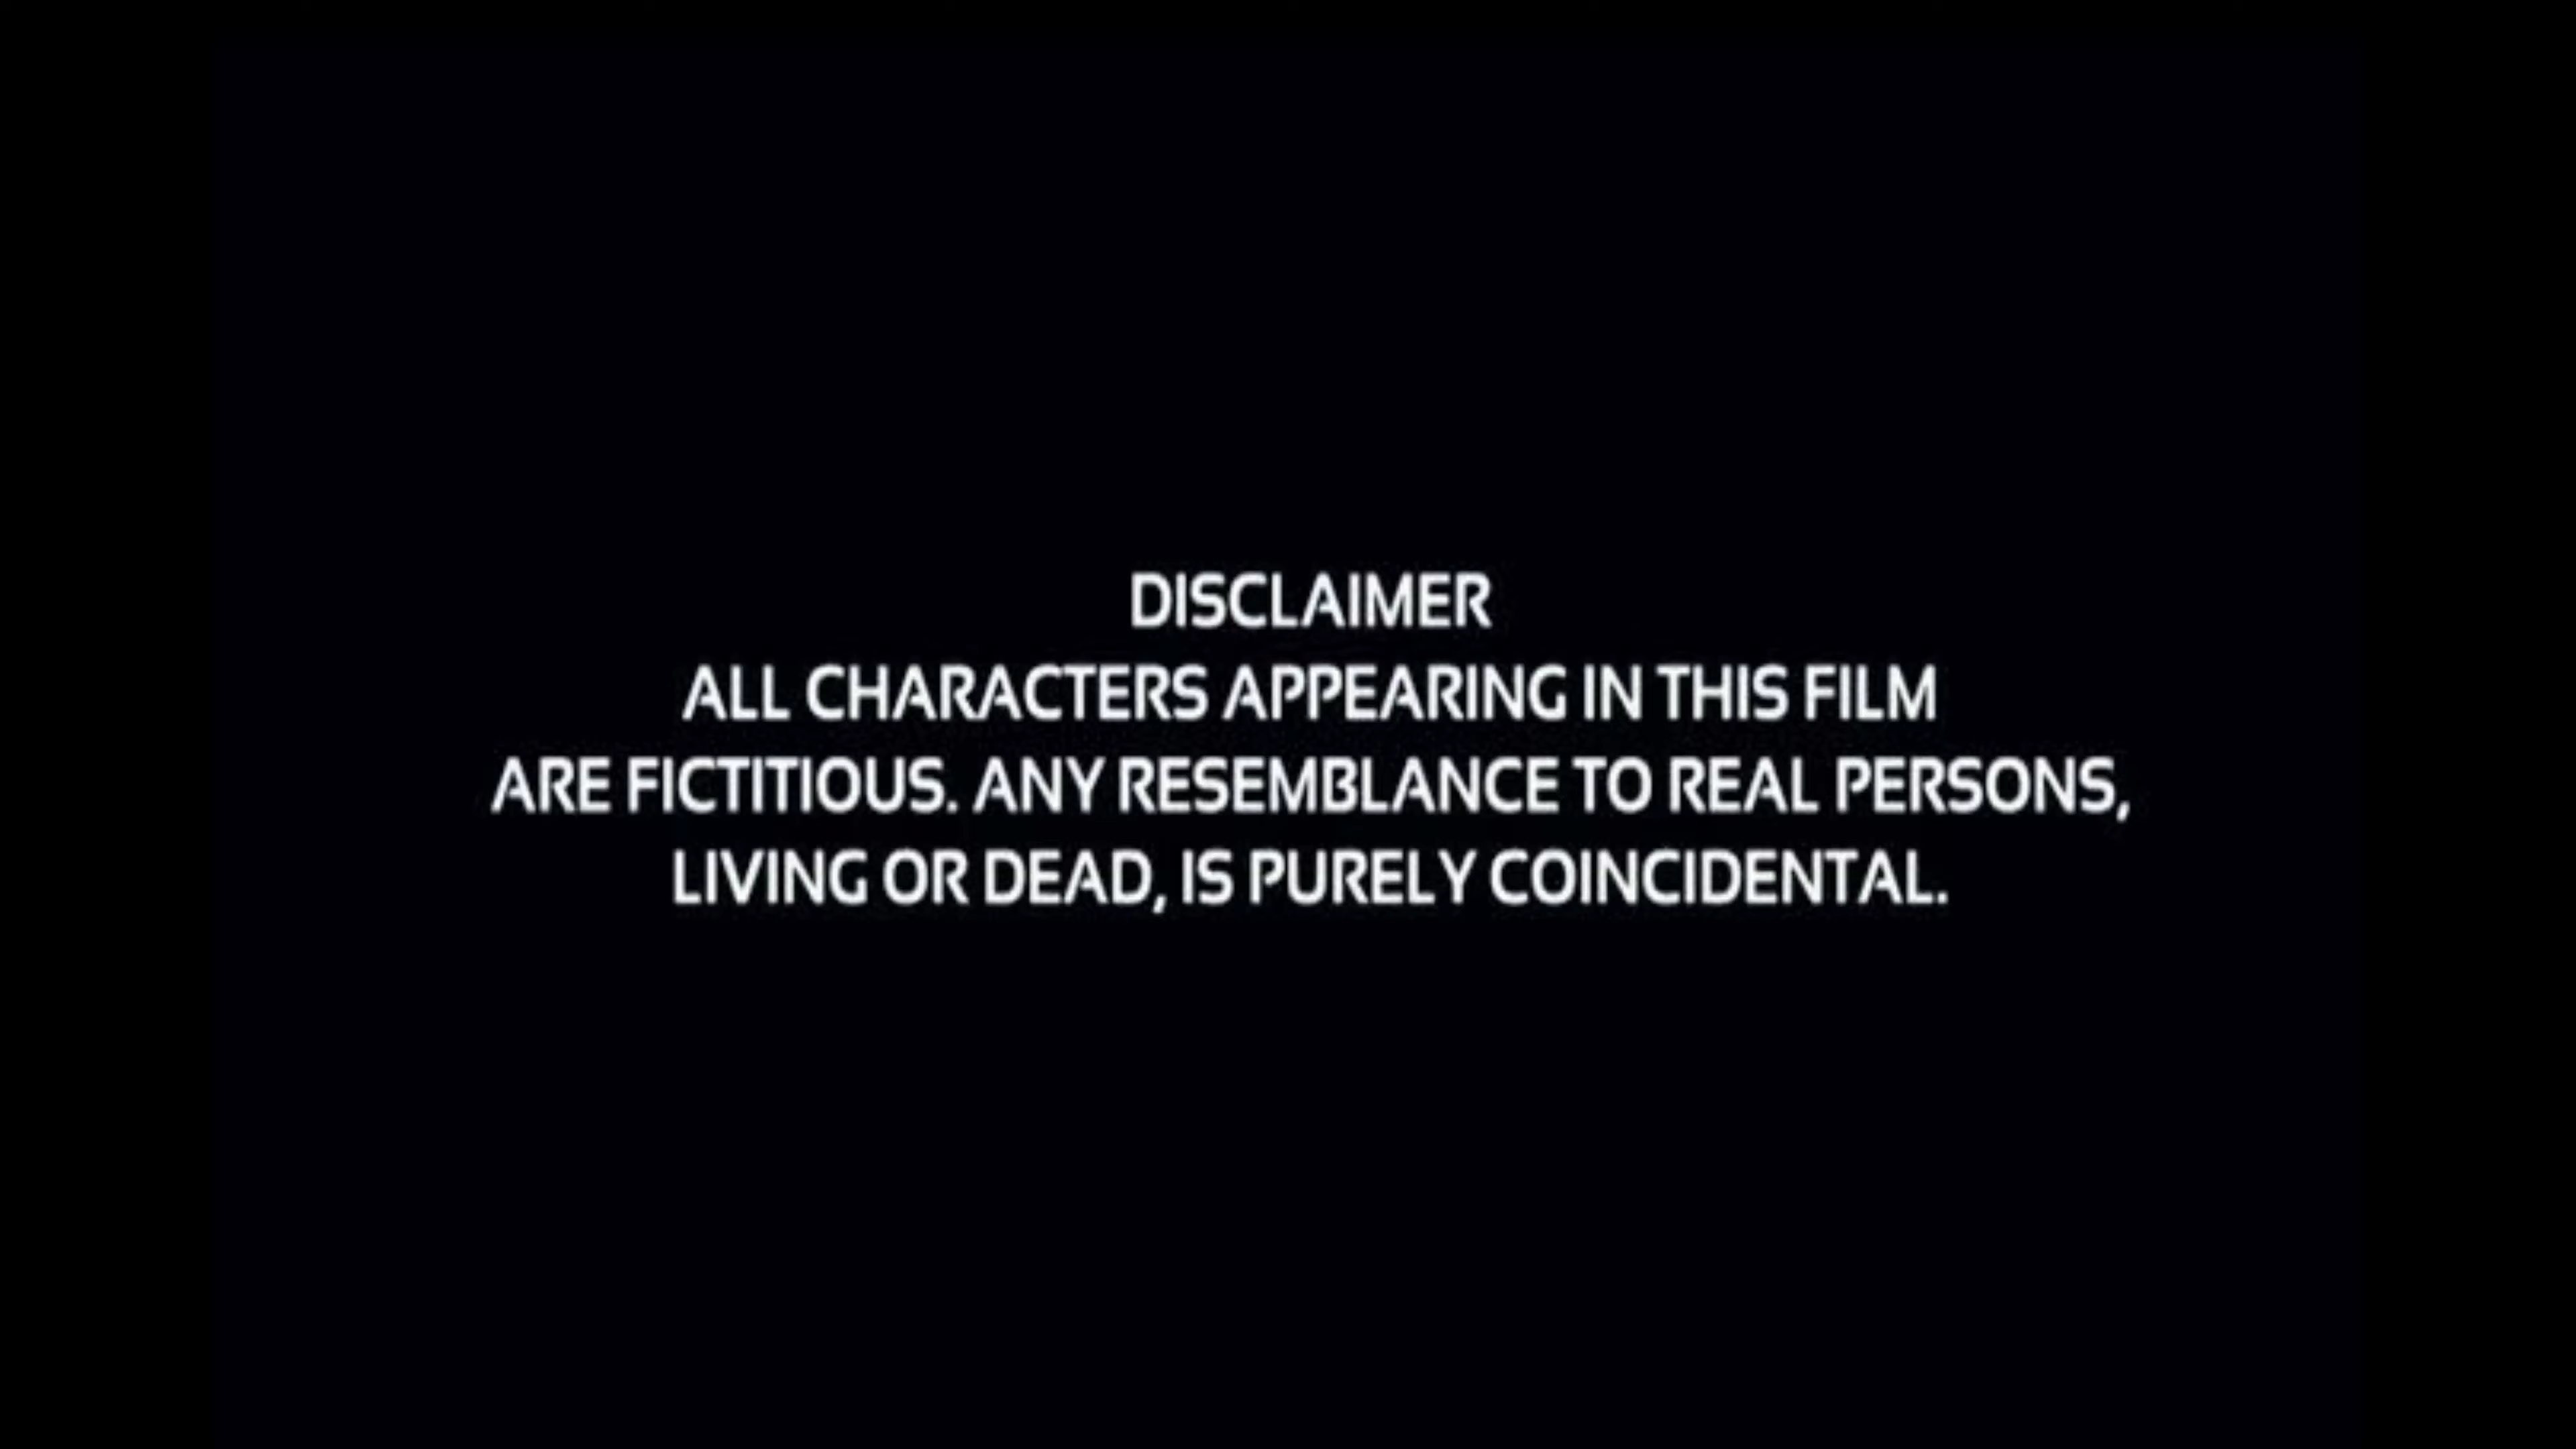 DISCLAIMER
ALL CHARACTERS APPEARING IN THIS FILM
ARE FICTITIOUS. ANY RESEMBLANCE TO REAL PERSONS,
LIVING OR DEAD, IS PURELY COINCIDENTAL.